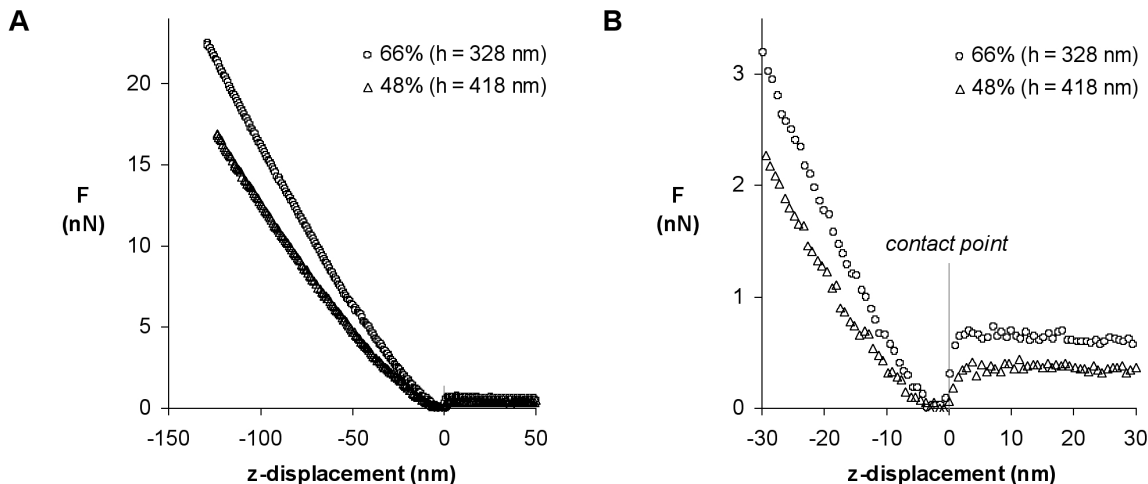 A
66% (h = 328 nm)
48% (h = 418 nm)
20
15
10
5
0
F
(nN)
-150
-100
-50
0
50
z-displacement (nm)
B
66% (h = 328 nm)
48% (h = 418 nm)
3
2
1
0
F
(nN)
contact point
-30
-20
-10
0
10
20
30
z-displacement (nm)